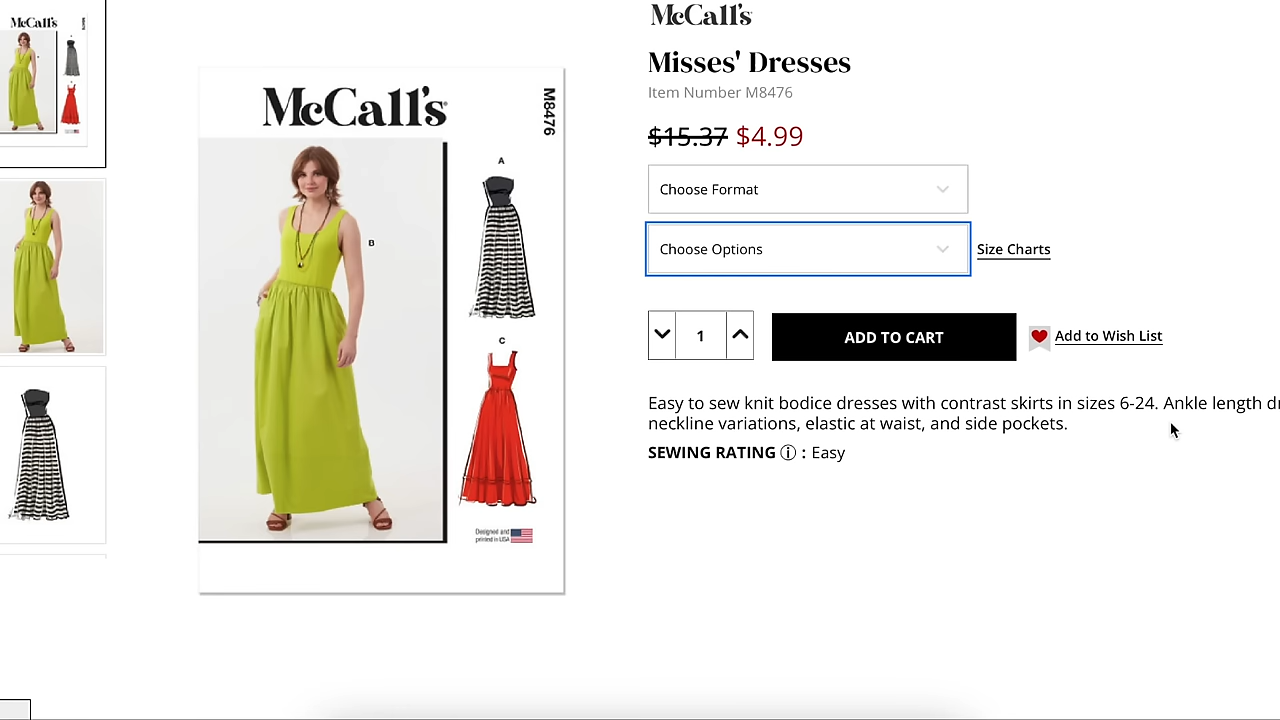 McCall's
Misses' Dresses
Item Number M8476
$15.37 $4.99
Choose Format
Choose Options
Size Charts
1
ADD TO CART
Add to Wish List
Easy to sew knit bodice dresses with contrast skirts in sizes 6-24. Ankle length
neckline variations, elastic at waist, and side pockets.
SEWING RATING ⓘ : Easy
McCall's
M8476
A
B
C
Designed and
printed in USA
McCall's